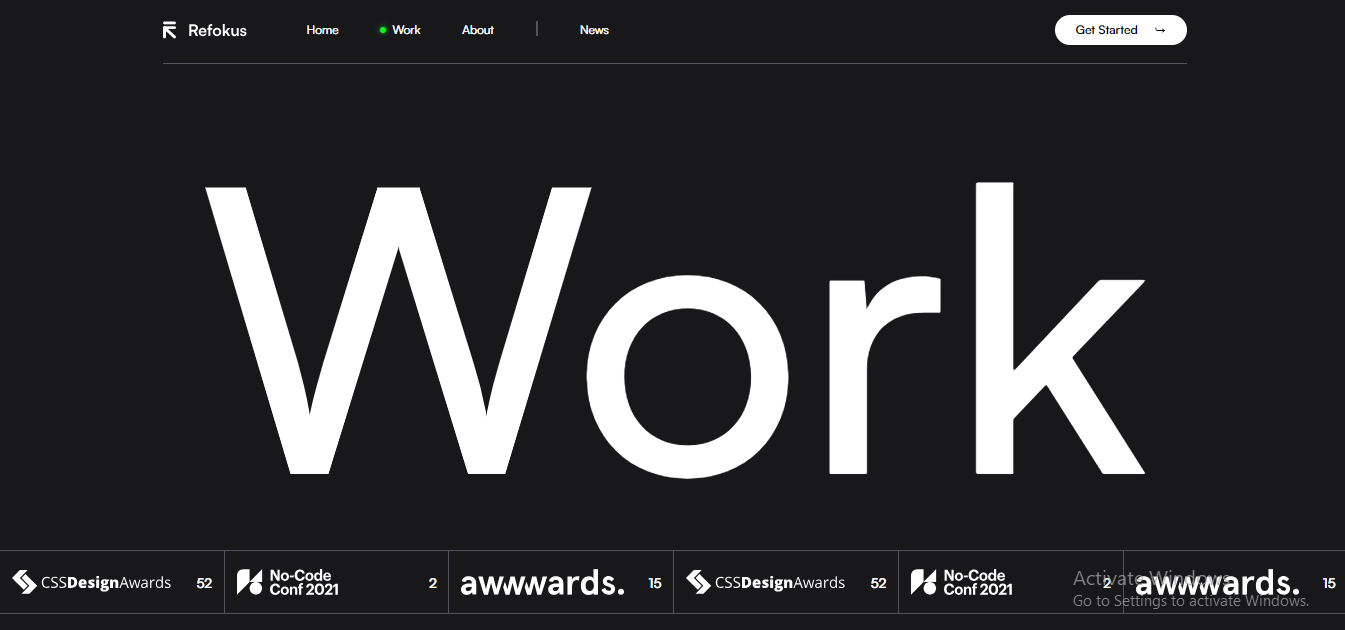 Refokus
Home
Work
About
News
Get Started
Work
CSSDesignAwards 52
No-Code
Conf 2021
2
awwwards. 15
CSSDesignAwards 52
No-Code
Conf 2021
2
awwwards. 15
Activate Windows
Go to Settings to activate Windows.